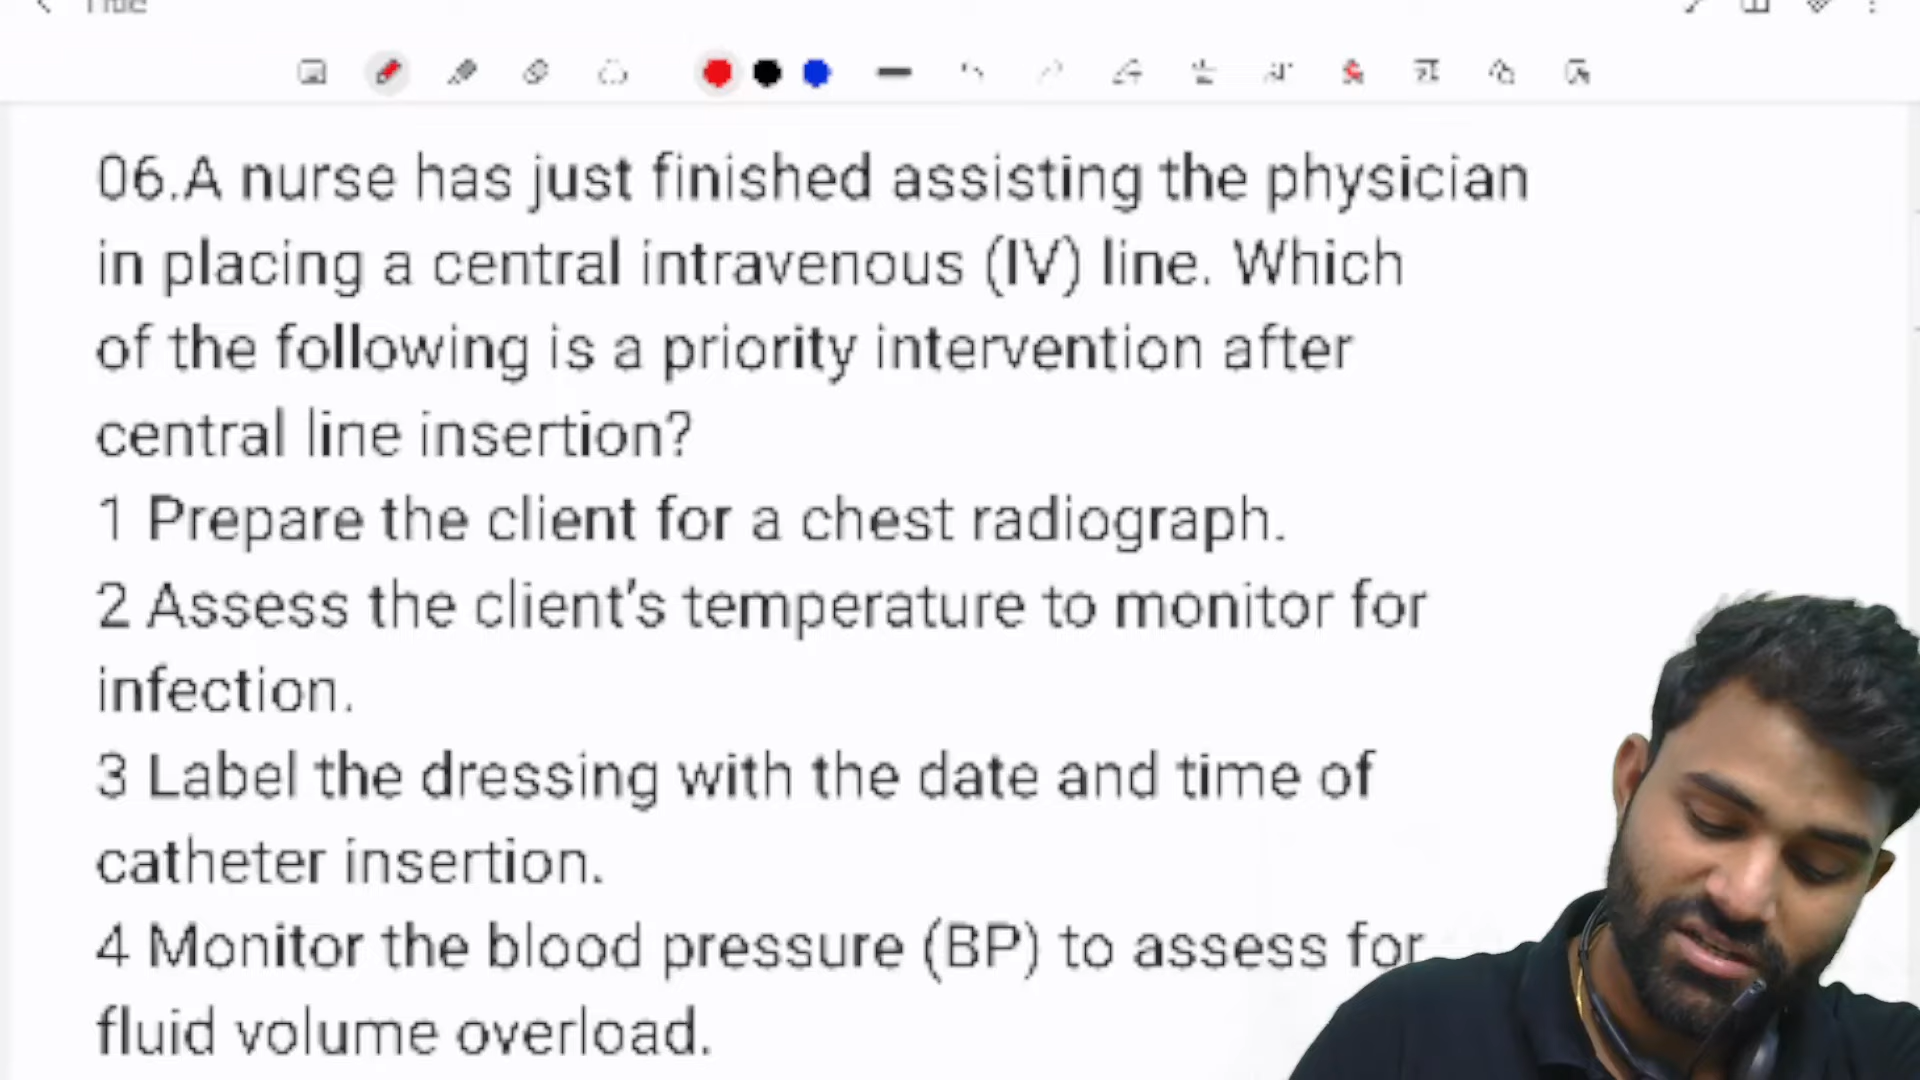 Title
06.A nurse has just finished assisting the physician
in placing a central intravenous (IV) line. Which
of the following is a priority intervention after
central line insertion?
1 Prepare the client for a chest radiograph.
2 Assess the client's temperature to monitor for
infection.
3 Label the dressing with the date and time of
catheter insertion.
4 Monitor the blood pressure (BP) to assess for
fluid volume overload.